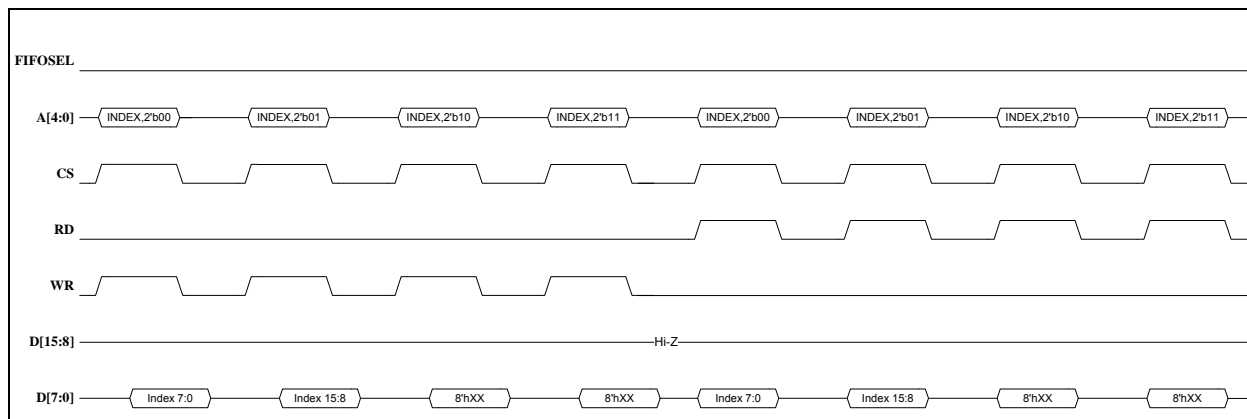 FIFOSEL
A[4:0] INDEX,2'b00 INDEX,2'b01 INDEX,2'b10 INDEX,2'b11 INDEX,2'b00 INDEX,2'b01 INDEX,2'b10 INDEX,2'b11
CS
RD
WR
D[15:8] Hi-Z
D[7:0] Index 7:0 Index 15:8 8'hXX 8'hXX Index 7:0 Index 15:8 8'hXX 8'hXX